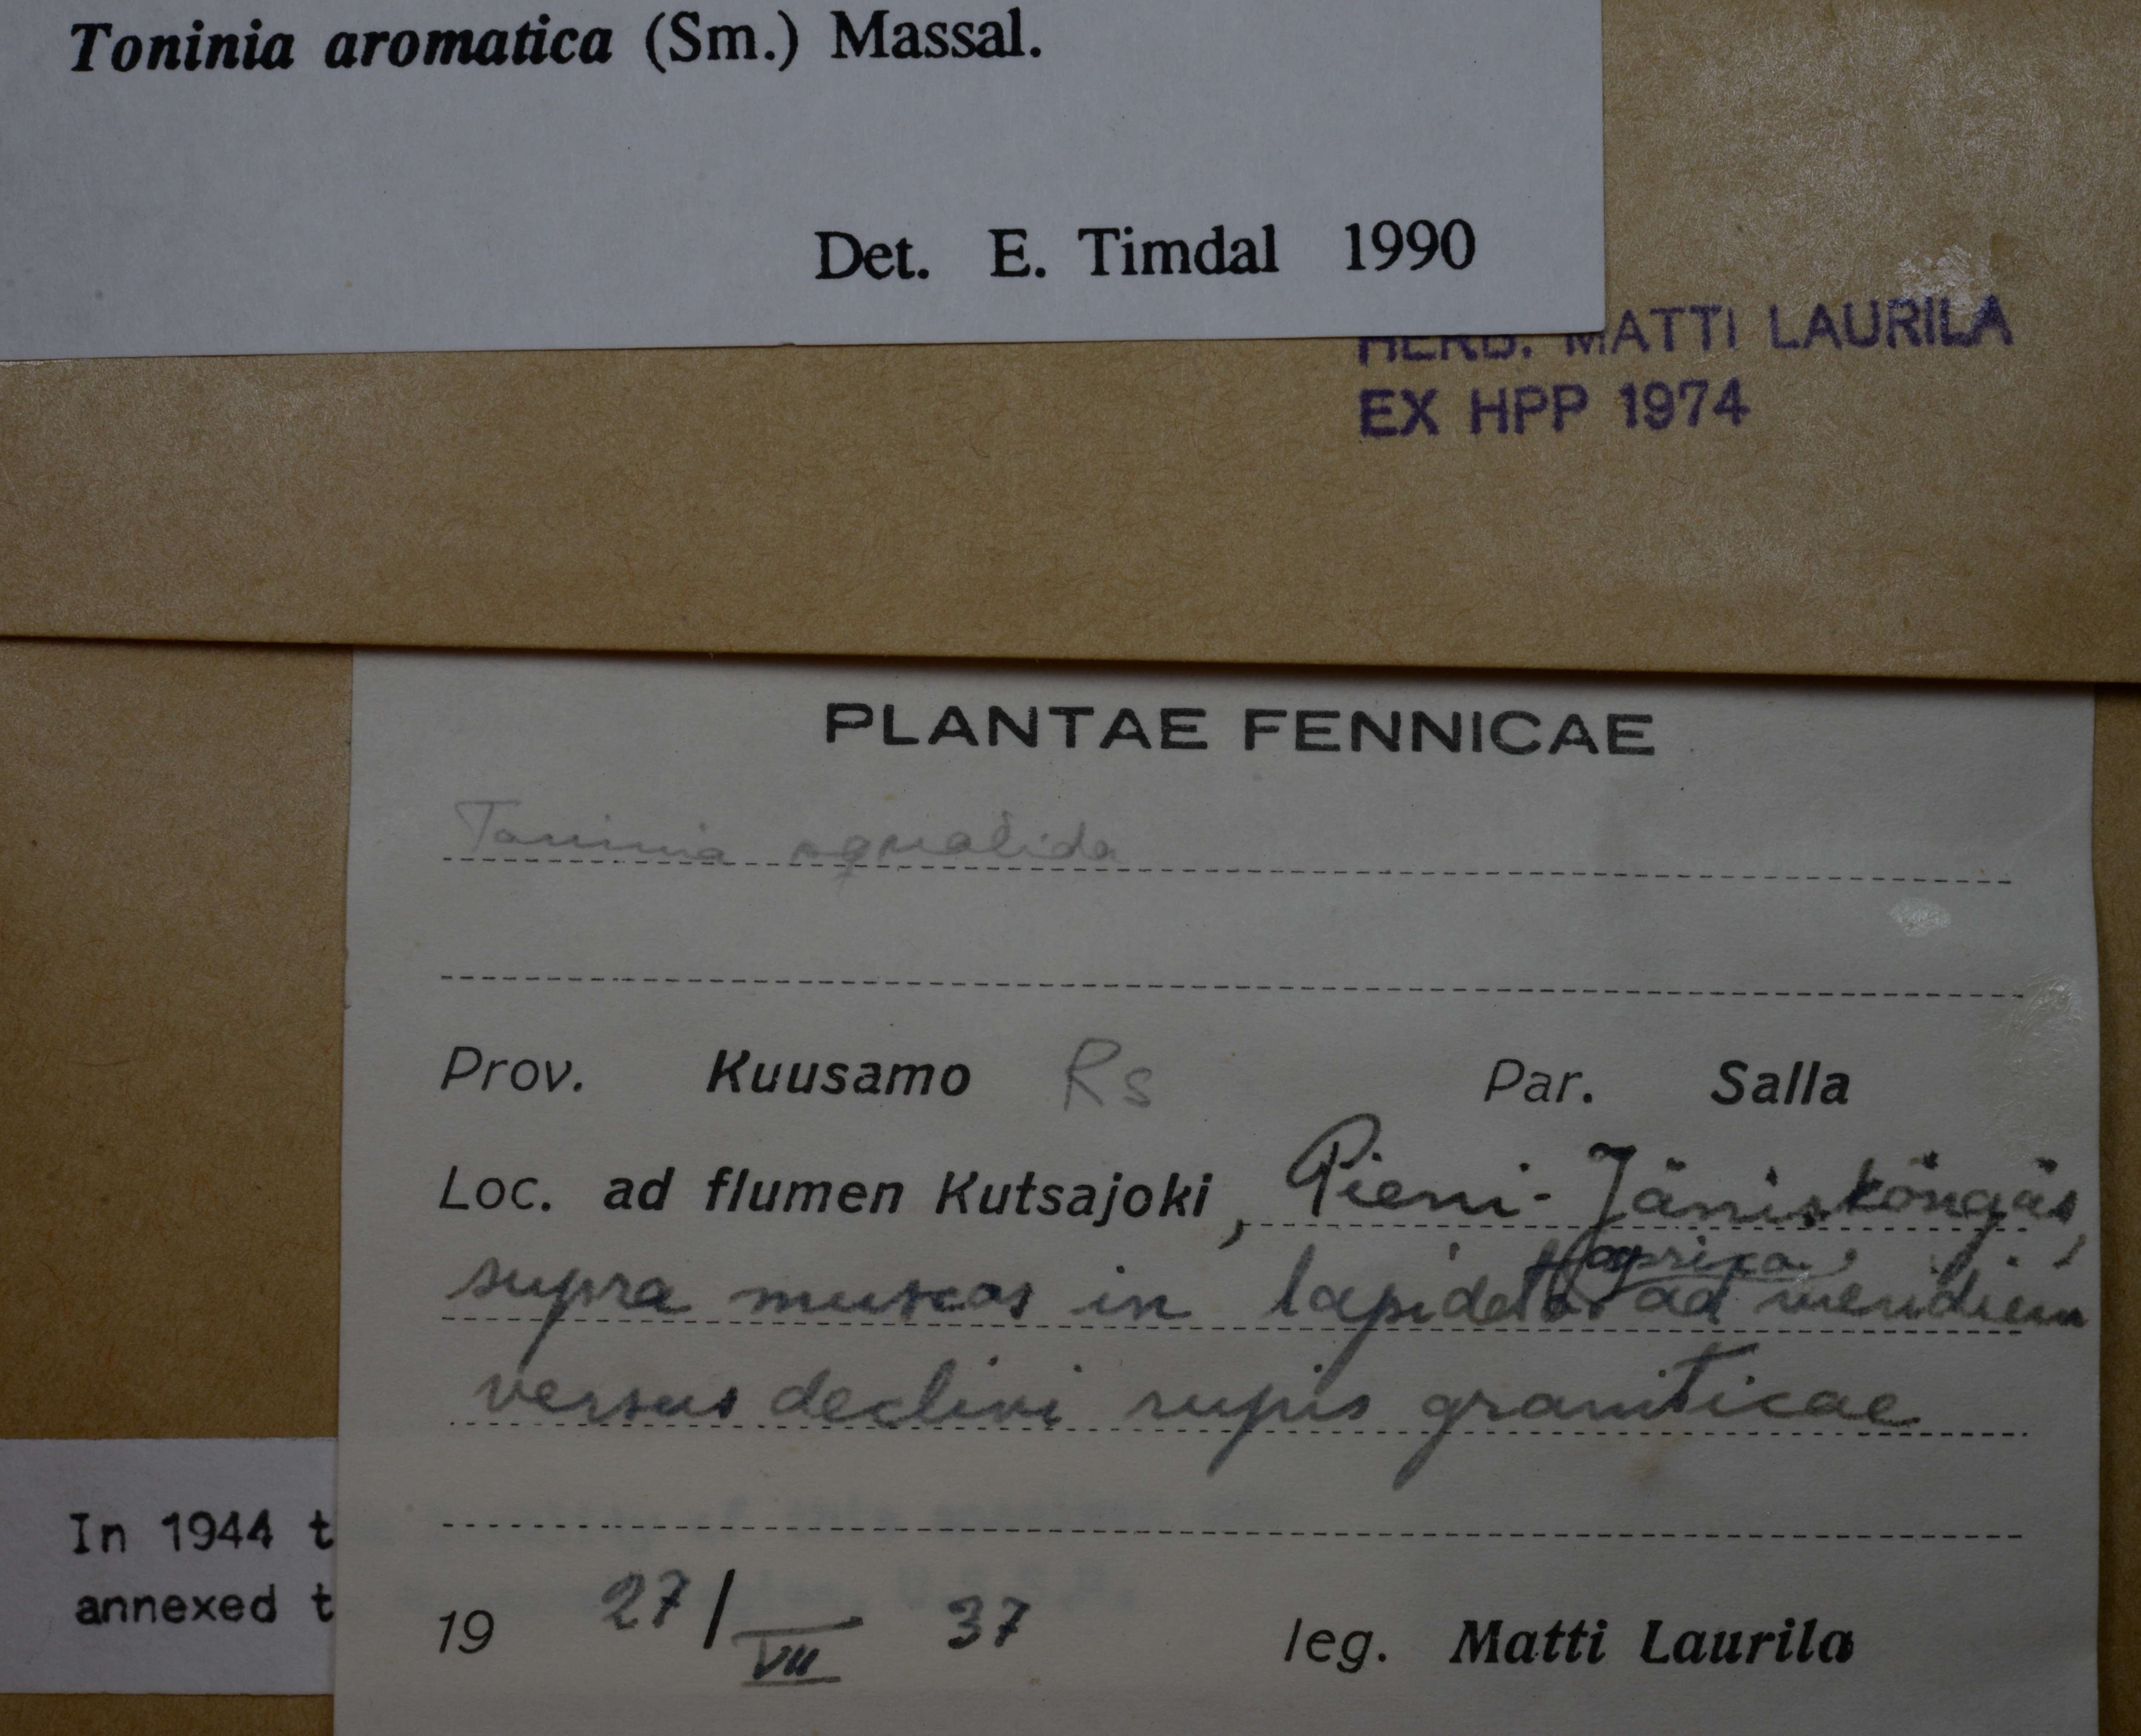 Toninia aromatica (Sm.) Massal.
Det. E. Timdal 1990
HERB. MATTI LAURILA
EX HPP 1974
PLANTAE FENNICAE
Toninia squalida
Prov. Kuusamo Rs Par. Salla
Loc. ad flumen Kutsajoki, Pieni-Jäniskōngäs,
aprica
supra muscos in ad meridiem
versus declivi rupis graniticae
In 1944 t
annexed t
19 27/VII 37 leg. Matti Laurila